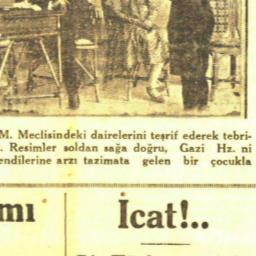 M. Meclisindeki dairelerini teşrif ederek tebri-
. Resimler soldan sağa doğru, Gazi Hz. ni
endilerine arzı tazimata gelen bir çocukla
mı
İcat!..